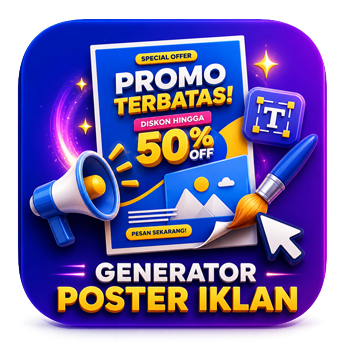 SPECIAL OFFER
PROMO
TERBATAS!
DISKON HINGGA
50%
OFF
T
PESAN SEKARANG!
GENERATOR
POSTER IKLAN